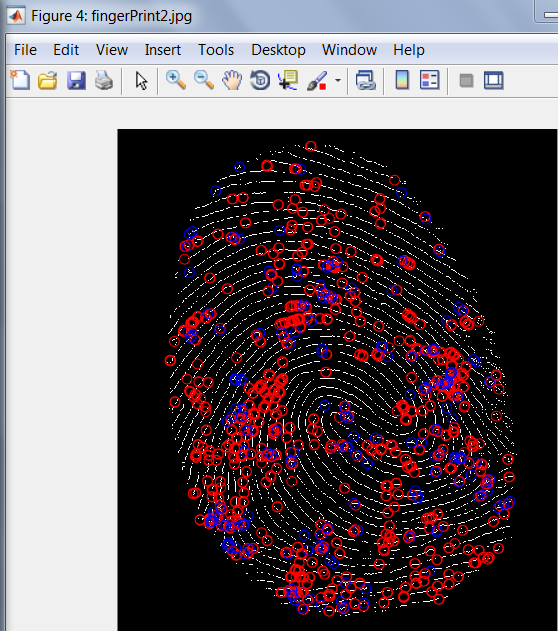 Figure 4: fingerPrint2.jpg
File Edit View Insert Tools Desktop Window Help